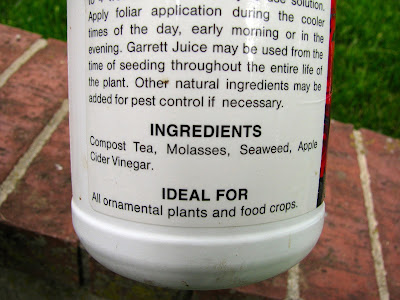 solution.
Apply foliar application during the cooler
times of the day, early morning or in the
evening. Garrett Juice may be used from the
time of seeding throughout the entire life of
the plant. Other natural ingredients may be
added for pest control if necessary.
INGREDIENTS
Compost Tea, Molasses, Seaweed, Apple
Cider Vinegar.
IDEAL FOR
All ornamental plants and food crops.